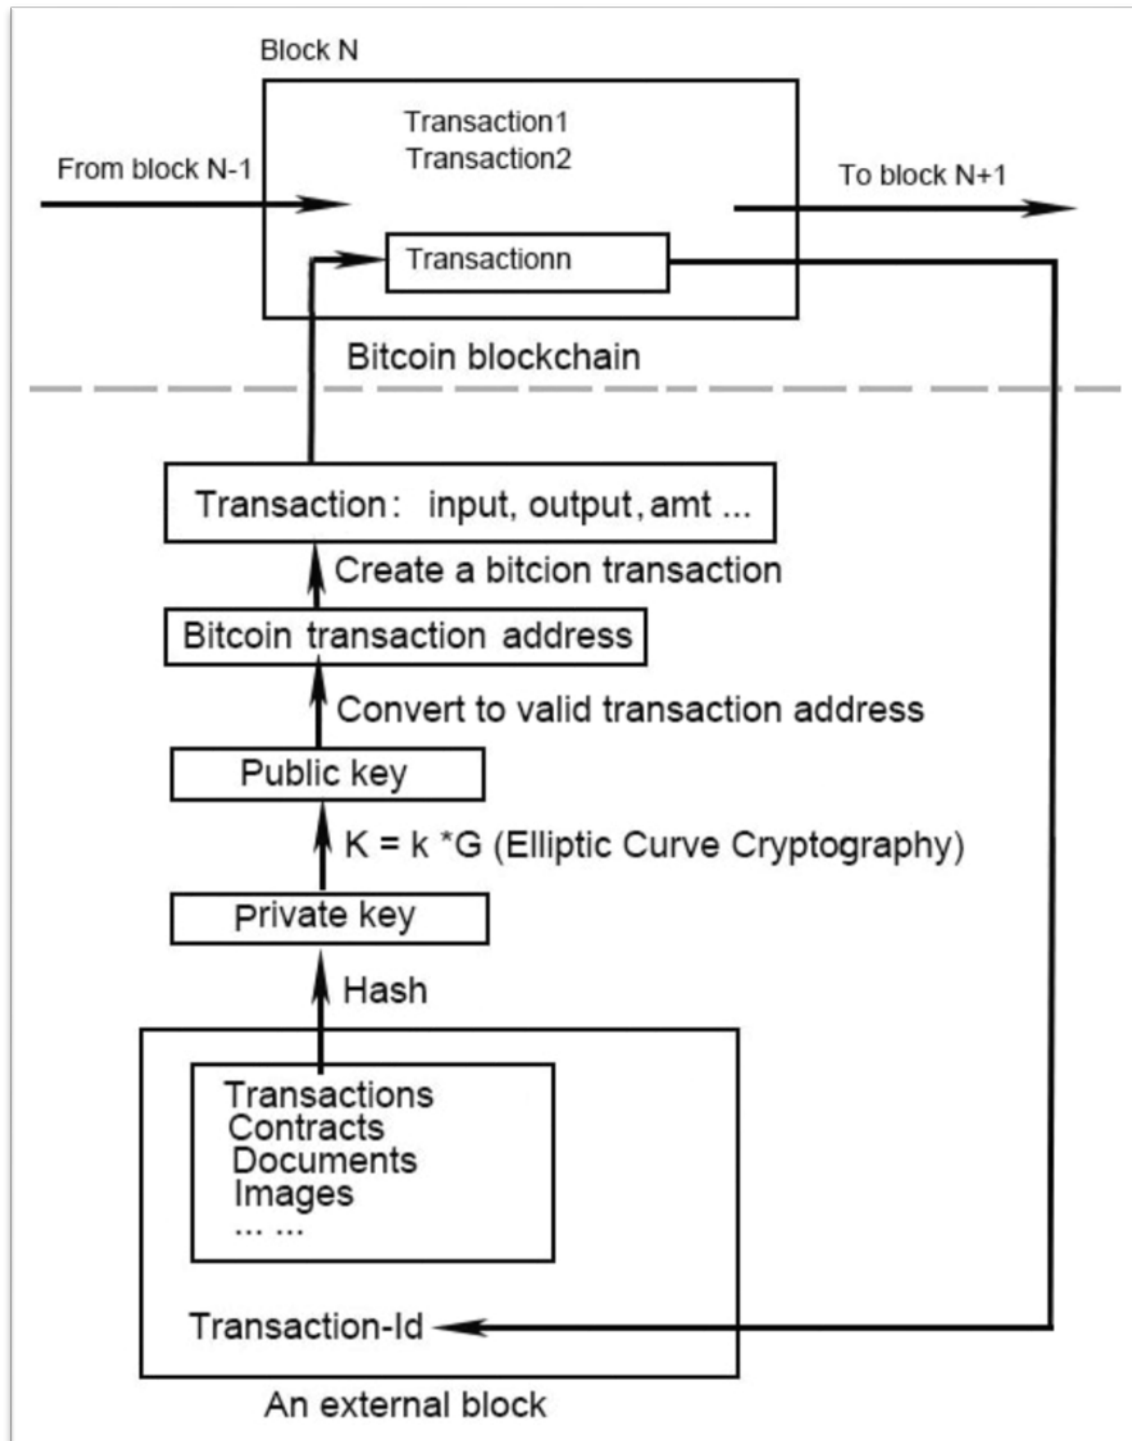 Block N
Transaction1
Transaction2
From block N-1
To block N+1
Transactionn
Bitcoin blockchain
Transaction: input, output, amt ...
Create a bitcion transaction
Bitcoin transaction address
Convert to valid transaction address
Public key
K = k *G (Elliptic Curve Cryptography)
Private key
Hash
Transactions
Contracts
Documents
Images
... ...
Transaction-Id
An external block